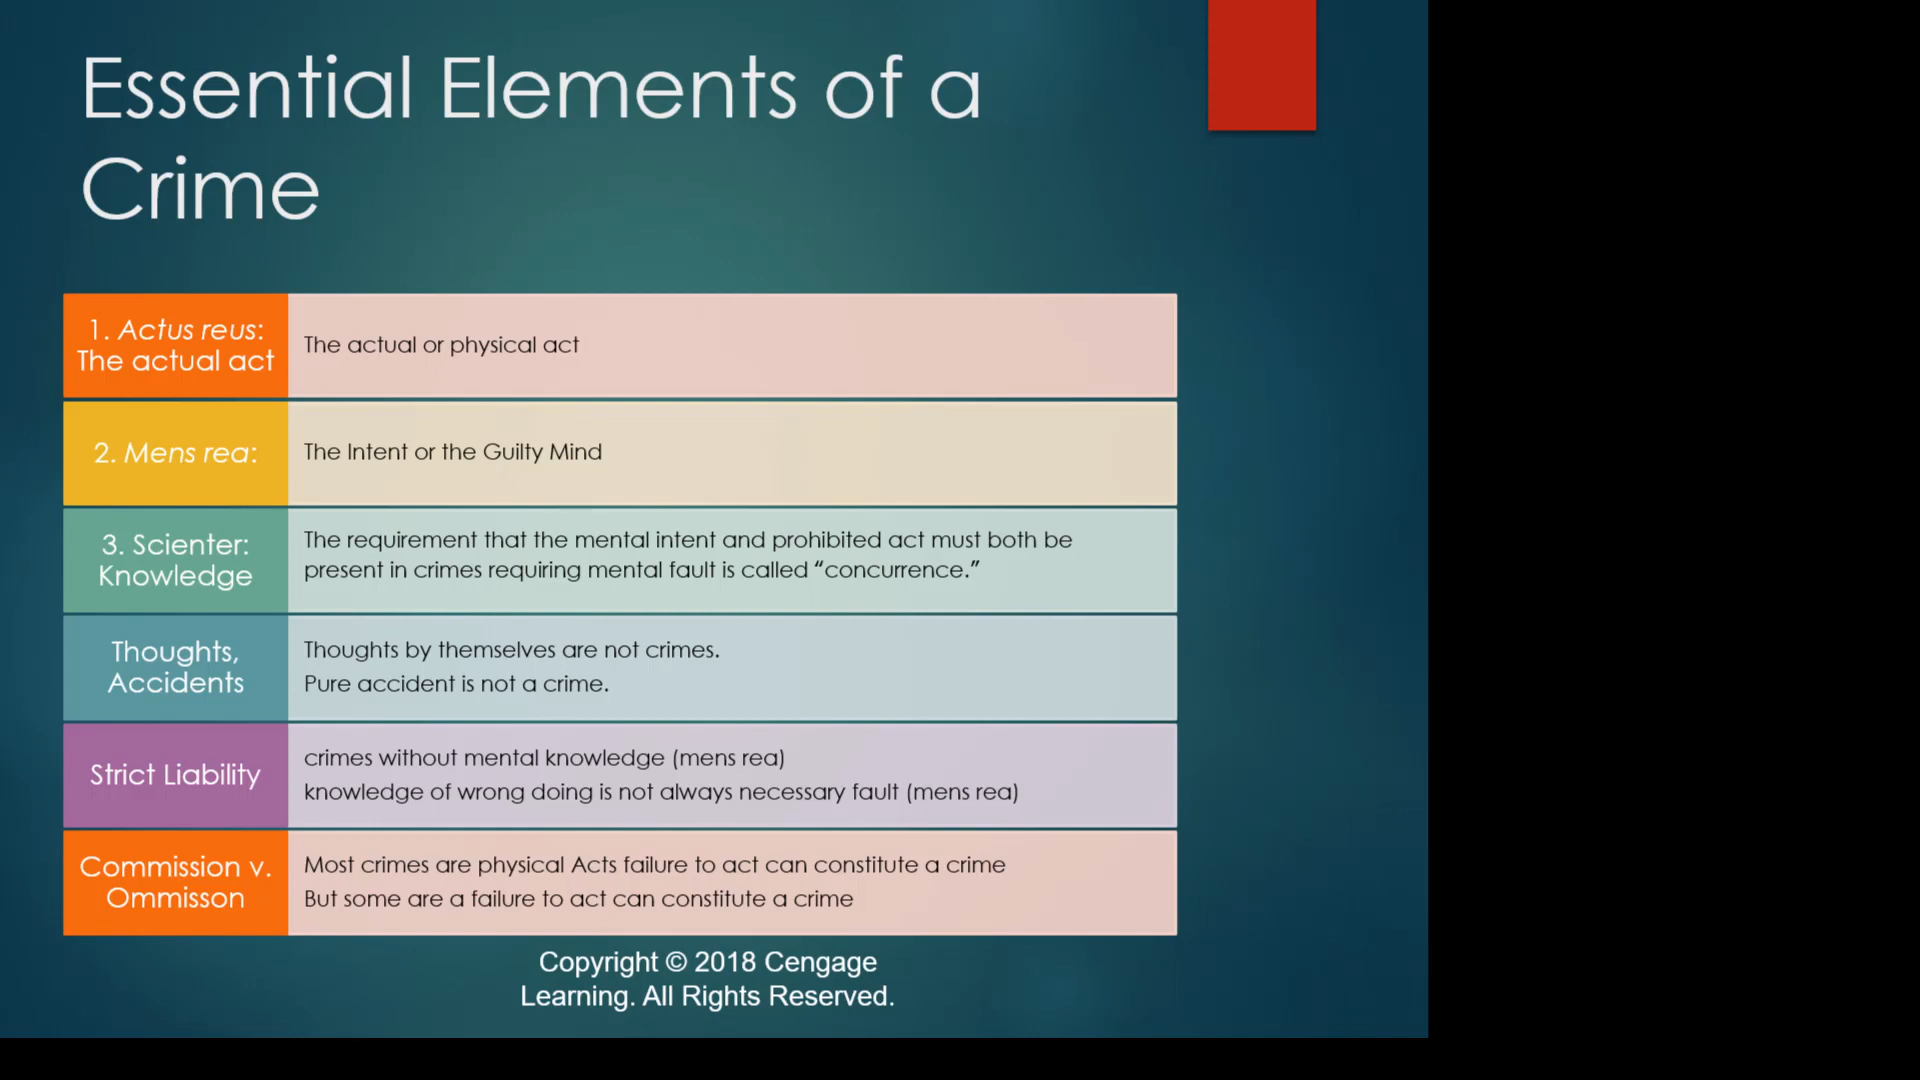 Essential Elements of a
Crime
1. Actus reus:
The actual act
The actual or physical act
2. Mens rea:
The Intent or the Guilty Mind
3. Scienter:
Knowledge
The requirement that the mental intent and prohibited act must both be
present in crimes requiring mental fault is called “concurrence.”
Thoughts,
Accidents
Thoughts by themselves are not crimes.
Pure accident is not a crime.
Strict Liability
crimes without mental knowledge (mens rea)
knowledge of wrong doing is not always necessary fault (mens rea)
Commission v.
Ommisson
Most crimes are physical Acts failure to act can constitute a crime
But some are a failure to act can constitute a crime
Copyright © 2018 Cengage
Learning. All Rights Reserved.